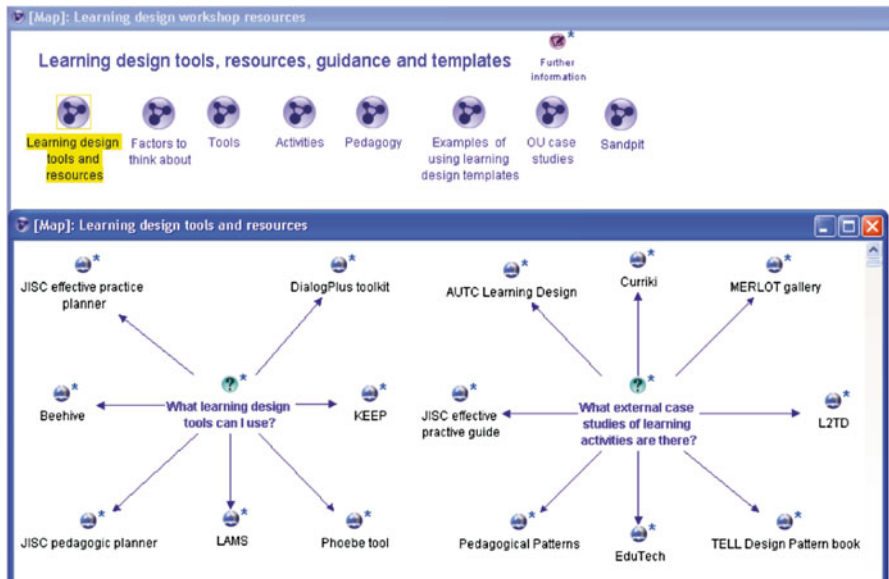 [Map]: Learning design workshop resources
Learning design tools, resources, guidance and templates
Further
information
Learning design
tools and
resources
Factors to
think about
Tools
Activities
Pedagogy
Examples of
using learning
design templates
OU case
studies
Sandpit
[Map]: Learning design tools and resources
JISC effective practice
planner
DialogPlus toolkit
Beehive
What learning design
tools can I use?
KEEP
JISC pedagogic planner
LAMS
Phoebe tool
AUTC Learning Design
Curriki
MERLOT gallery
JISC effective
practive guide
What external case
studies of learning
activities are there?
L2TD
Pedagogical Patterns
EduTech
TELL Design Pattern book